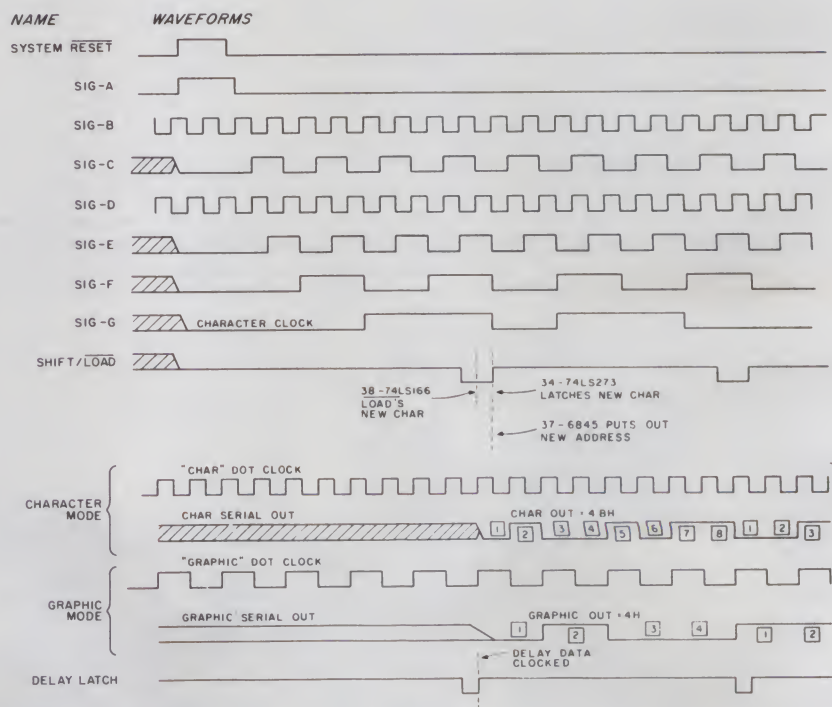 NAME WAVEFORMS
SYSTEM RESET
SIG-A
SIG-B
SIG-C
SIG-D
SIG-E
SIG-F
SIG-G CHARACTER CLOCK
SHIFT/LOAD
38-74LS166
LOAD'S
NEW CHAR
34-74LS273
LATCHES NEW CHAR
37-6845 PUTS OUT
NEW ADDRESS
CHARACTER
MODE
"CHAR" DOT CLOCK
CHAR SERIAL OUT CHAR OUT = 4BH
1 2 3 4 5 6 7 8 1 2 3
GRAPHIC
MODE
"GRAPHIC" DOT CLOCK
GRAPHIC SERIAL OUT GRAPHIC OUT = 4H
1 2 3 4 1 2
DELAY DATA
CLOCKED
DELAY LATCH